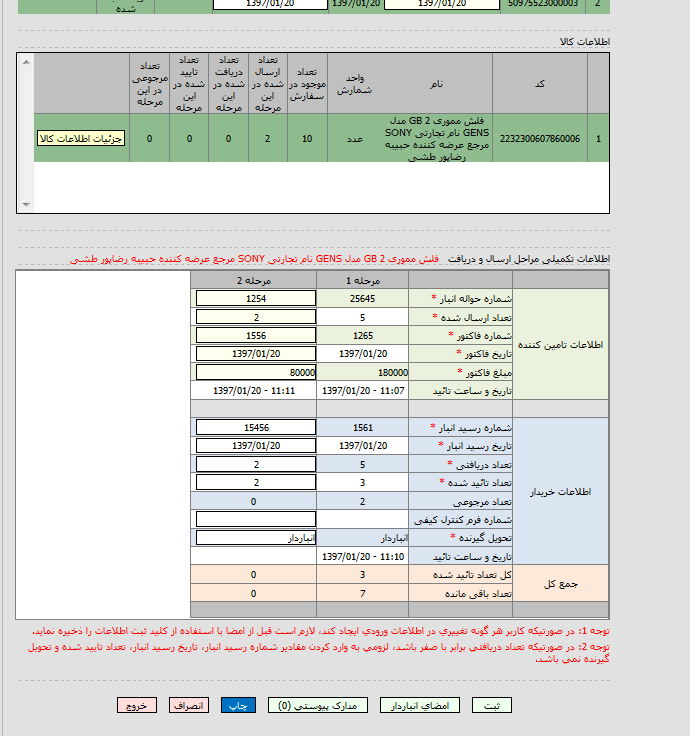 شده
1397/01/20 1397/01/20 1397/01/20 50975523000003 2
اطلاعات کالا
کد نام واحد شمارش تعداد موجود در سفارش تعداد ارسال شده در این مرحله تعداد دریافت شده در این مرحله تعداد تایید شده در این مرحله تعداد مرجوعی در این مرحله
1 2232300607860006 فلش مموری GB 2 مدل GENS نام تجارتی SONY مرجع عرضه کننده حبیبه رضاپور طشی عدد 10 2 0 0 0 جزئیات اطلاعات کالا
اطلاعات تکمیلی مراحل ارسال و دریافت فلش مموری GB 2 مدل GENS نام تجارتی SONY مرجع عرضه کننده حبیبه رضاپور طشی
مرحله 1 مرحله 2
اطلاعات تامین کننده
شماره حواله انبار * 25645 1254
تعداد ارسال شده * 5 2
شماره فاکتور * 1265 1556
تاریخ فاکتور * 1397/01/20 1397/01/20
مبلغ فاکتور * 180000 80000
تاریخ و ساعت تائید 1397/01/20 - 11:07 1397/01/20 - 11:11
اطلاعات خریدار
شماره رسید انبار * 1561 15456
تاریخ رسید انبار * 1397/01/20 1397/01/20
تعداد دریافتی * 5 2
تعداد تائید شده * 3 2
تعداد مرجوعی 2 0
شماره فرم کنترل کیفی
تحویل گیرنده * انباردار انباردار
تاریخ و ساعت تائید 1397/01/20 - 11:10
جمع کل
کل تعداد تائید شده 3 0
تعداد باقی مانده 7 0
توجه 1: در صورتیکه کاربر هر گونه تغییری در اطلاعات ورودي ایجاد کند، لازم است قبل از امضا با استفاده از کلید ثبت اطلاعات را ذخیره نماید.
توجه 2: در صورتیکه تعداد دریافتی برابر با صفر باشد، لزومی به وارد کردن مقادیر شماره رسید انبار، تاریخ رسید انبار، تعداد تایید شده و تحویل
گیرنده نمی باشد.
ثبت امضاي انباردار مدارک پیوستي (0) چاپ انصراف خروج